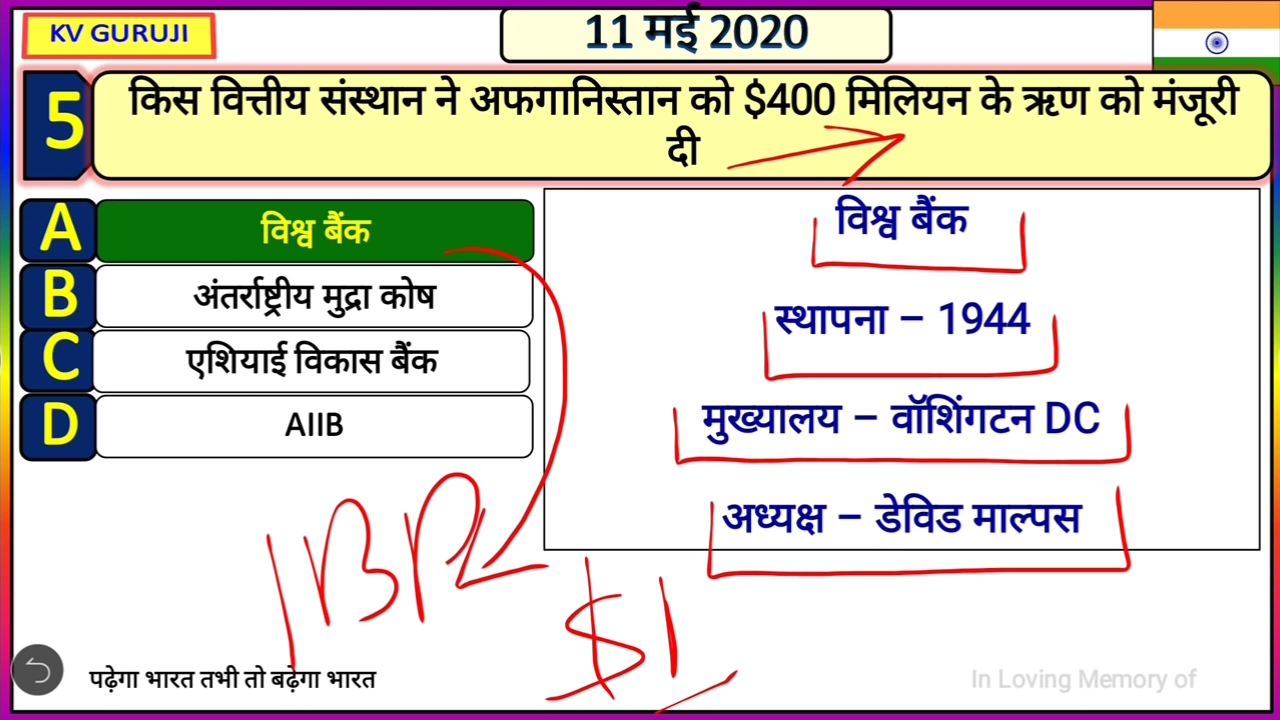 KV GURUJI
11 मई 2020
5
किस वित्तीय संस्थान ने अफगानिस्तान को $400 मिलियन के ऋण को मंजूरी
दी
A
विश्व बैंक
B
अंतर्राष्ट्रीय मुद्रा कोष
C
एशियाई विकास बैंक
D
AIIB
विश्व बैंक
स्थापना – 1944
मुख्यालय – वॉशिंगटन DC
अध्यक्ष – डेविड माल्पस
$1
पढ़ेगा भारत तभी तो बढ़ेगा भारत
In Loving Memory of